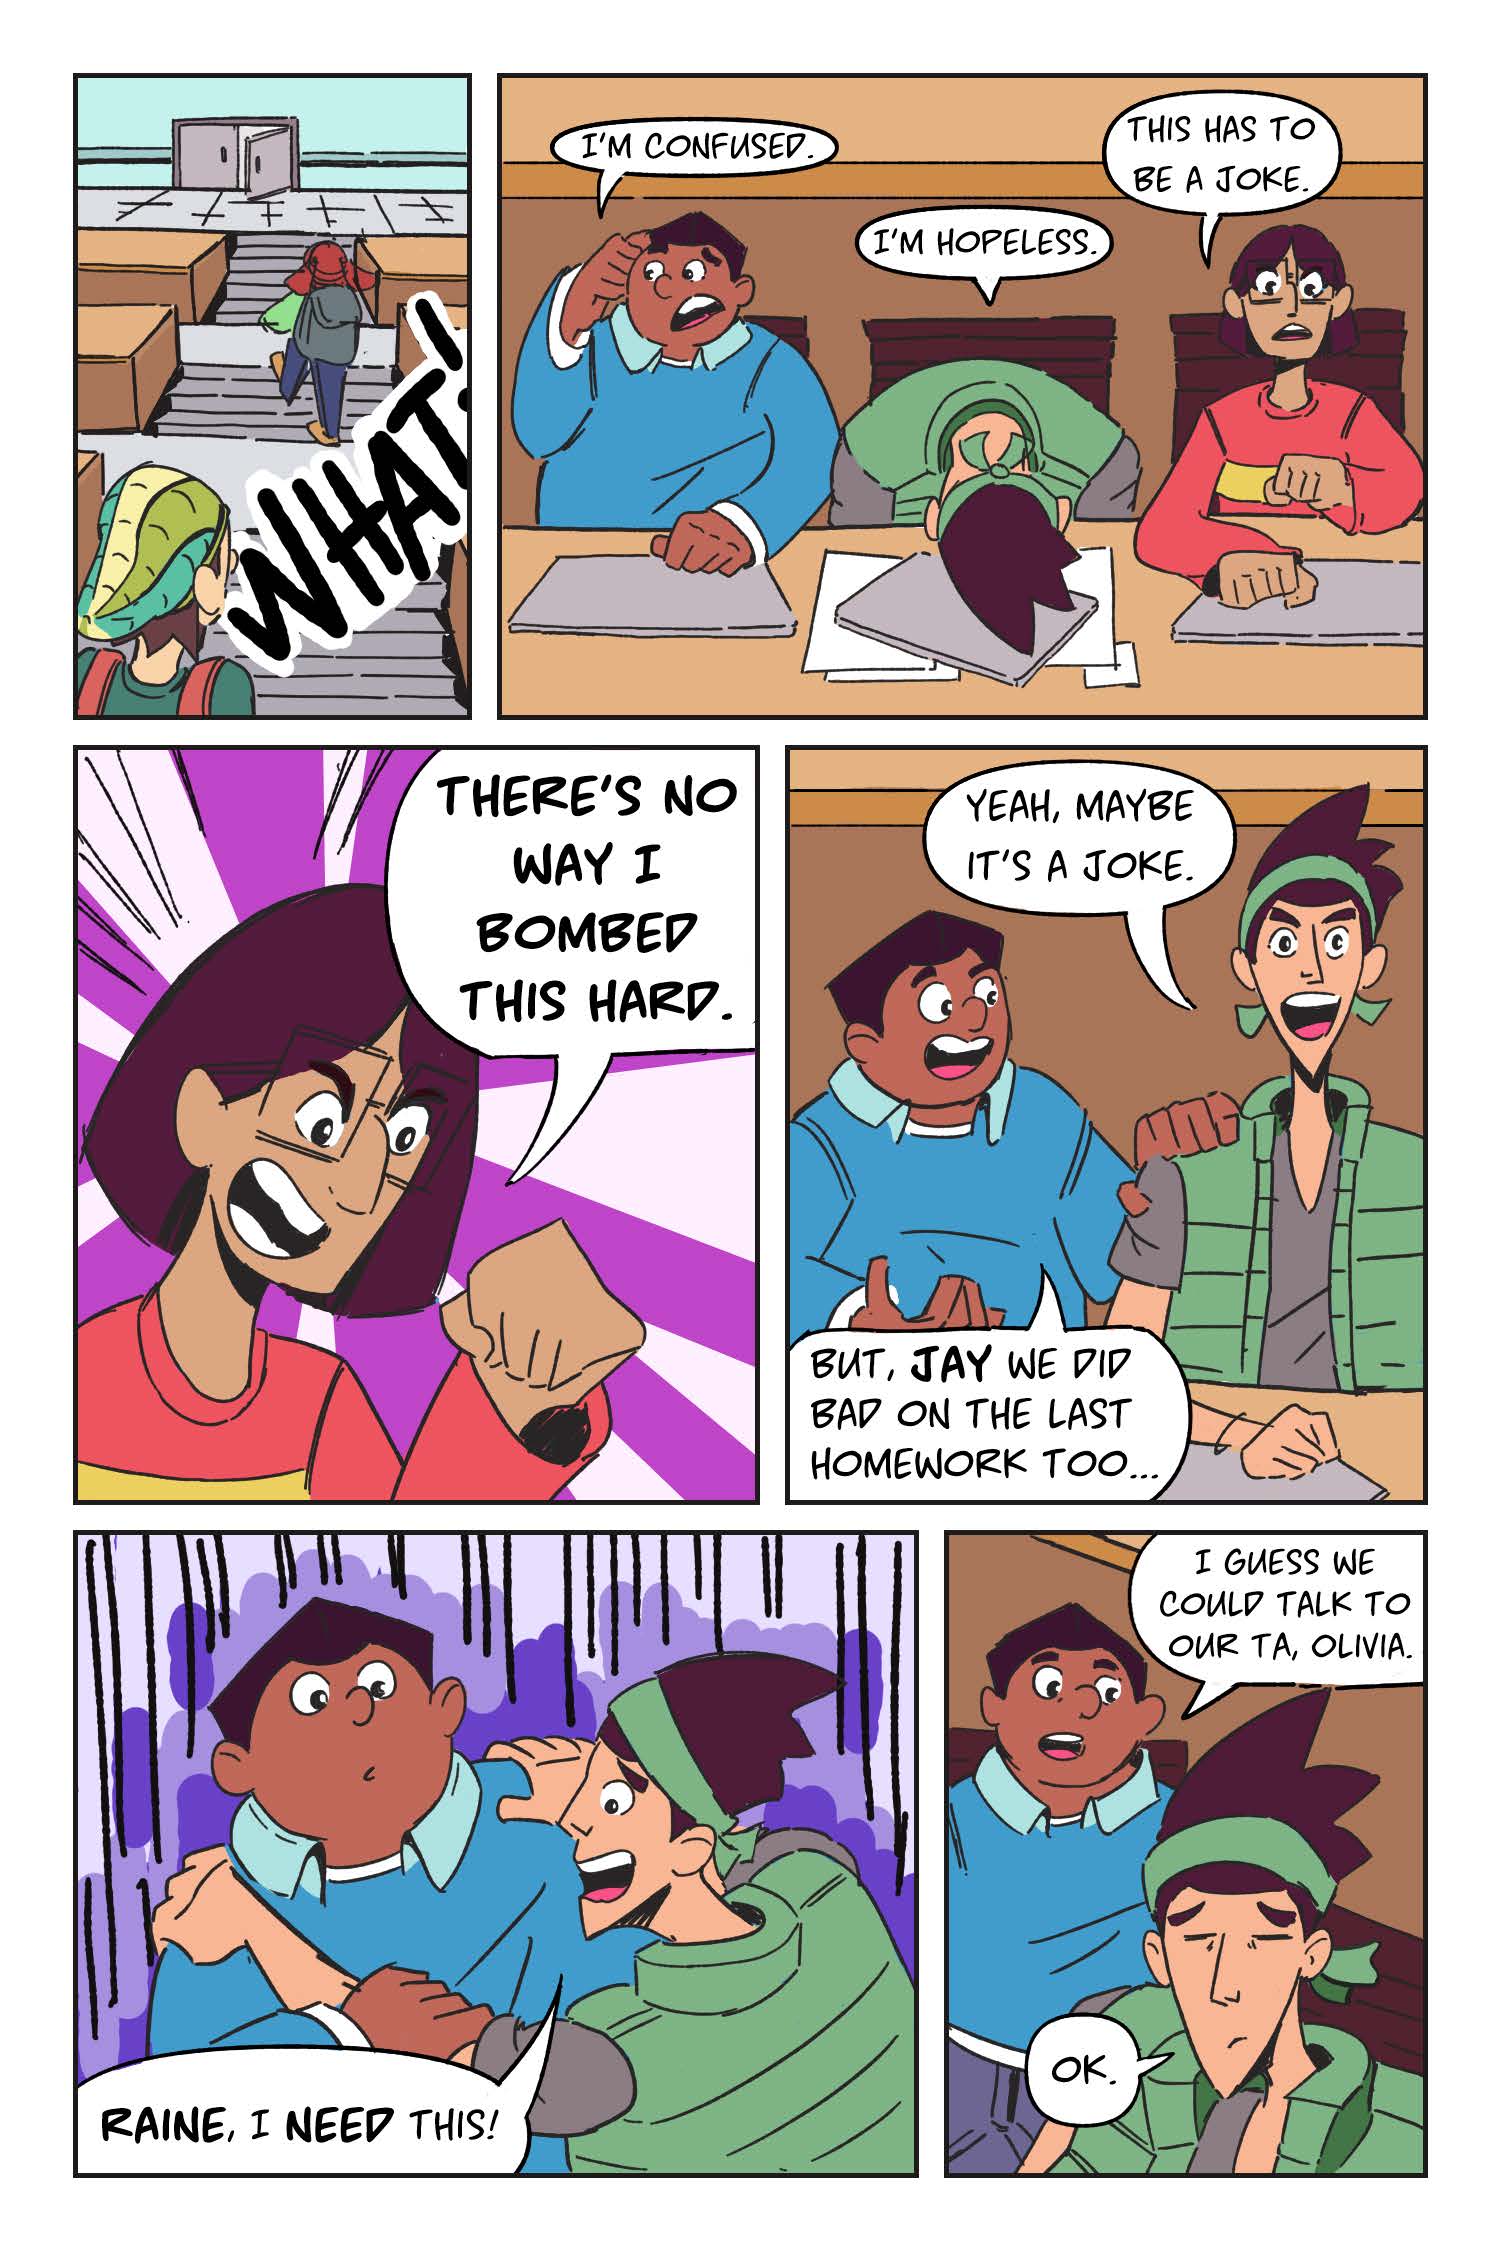 WHAT!
I'M CONFUSED.
I'M HOPELESS.
THIS HAS TO
BE A JOKE.
THERE'S NO
WAY I
BOMBED
THIS HARD.
YEAH, MAYBE
IT'S A JOKE.
BUT, JAY WE DID
BAD ON THE LAST
HOMEWORK TOO...
RAINE, I NEED THIS!
I GUESS WE
COULD TALK TO
OUR TA, OLIVIA.
OK.